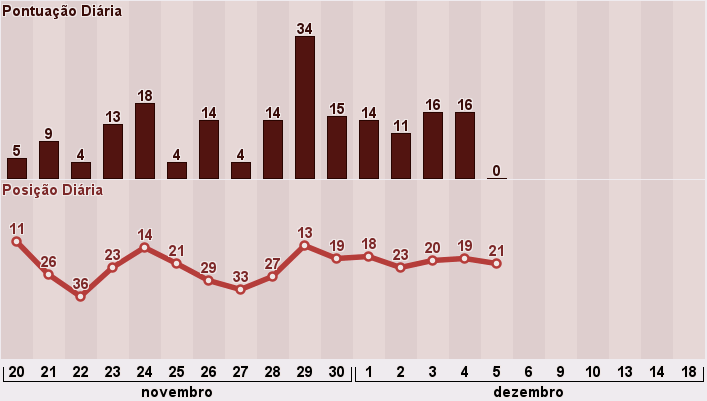 Pontuação Diária
5 9 4 13 18 4 14 4 14 34 15 14 11 16 16 0
Posição Diária
11 26 36 23 14 21 29 33 27 13 19 18 23 20 19 21
20 21 22 23 24 25 26 27 28 29 30 1 2 3 4 5 6 9 10 13 14 18
novembro dezembro